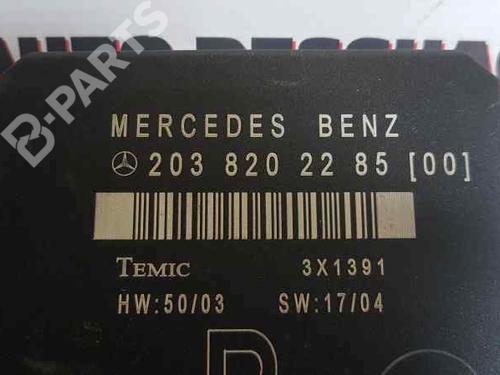 B-PARTS
MERCEDES BENZ
203 820 22 85 [00]
TEMIC 3X1391
HW:50/03 SW:17/04